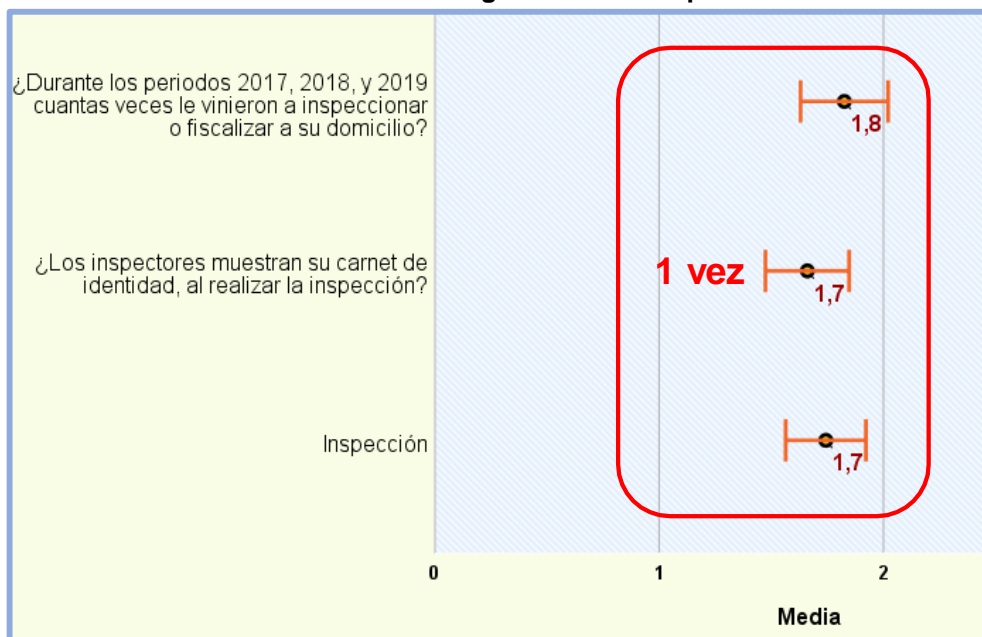 ¿Durante los periodos 2017, 2018, y 2019
cuantas veces le vinieron a inspeccionar
o fiscalizar a su domicilio?
1,8
¿Los inspectores muestran su carnet de
identidad, al realizar la inspección?
1 vez
1,7
Inspección
1,7
0
1
2
Media